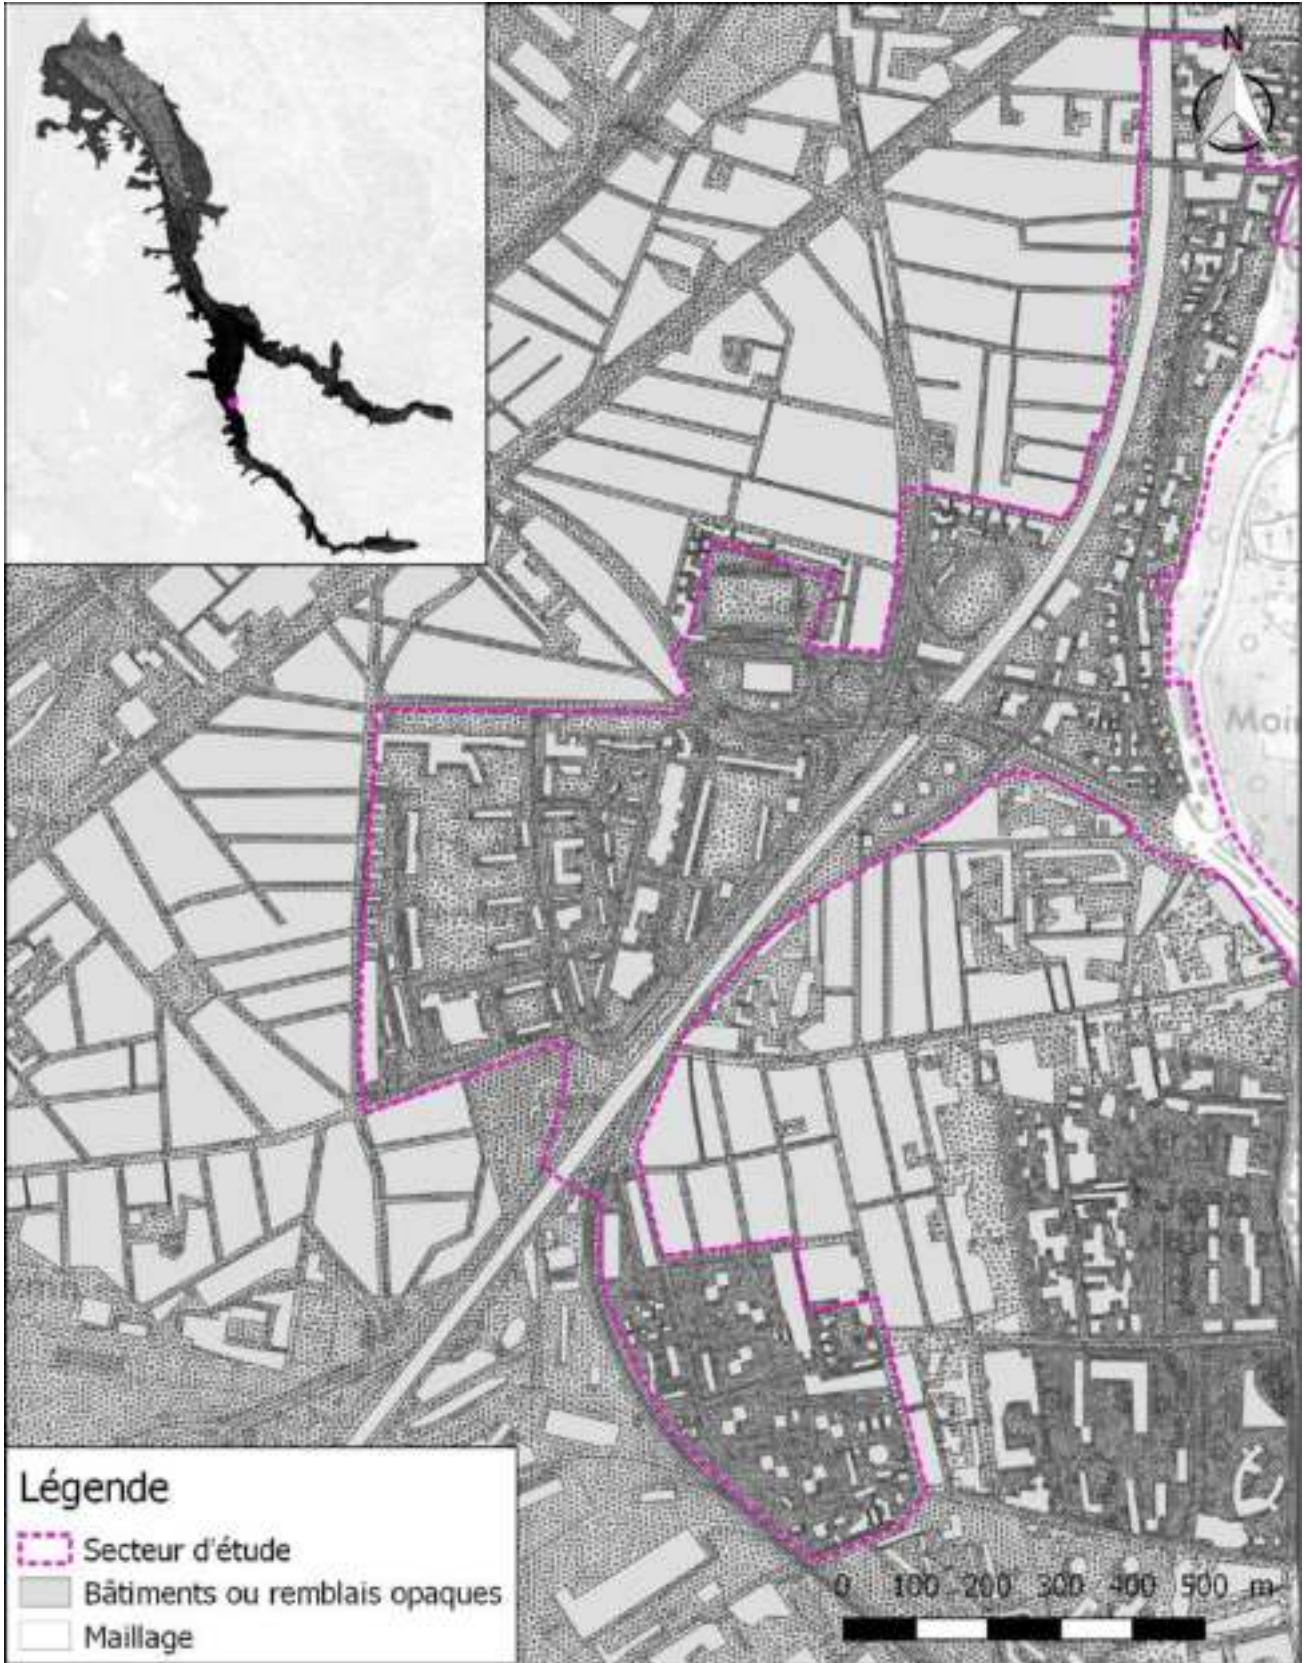 N
Légende
Secteur d'étude
Bâtiments ou remblais opaques
Maillage
0 100 200 300 400 500 m